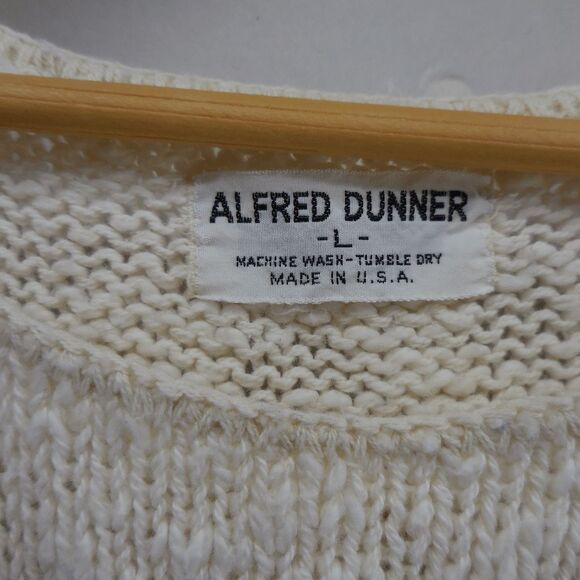 ALFRED DUNNER
- L -
MACHINE WASH-TUMBLE DRY
MADE IN U.S.A.